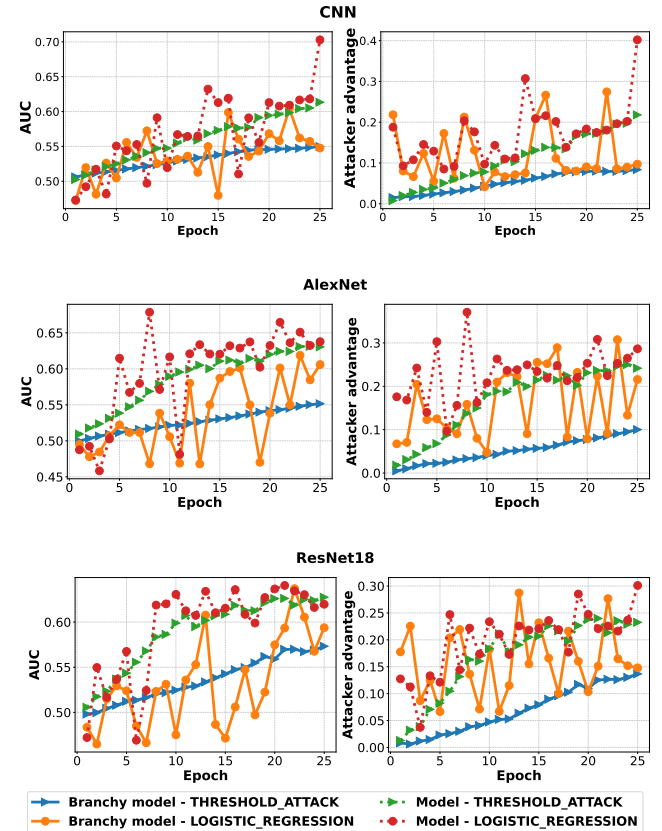 CNN
AUC
0.70
0.65
0.60
0.55
0.50
0 5 10 15 20 25
Epoch
Attacker advantage
0.4
0.3
0.2
0.1
0.0
0 5 10 15 20 25
Epoch
AlexNet
AUC
0.65
0.60
0.55
0.50
0.45
0 5 10 15 20 25
Epoch
Attacker advantage
0.3
0.2
0.1
0.0
0 5 10 15 20 25
Epoch
ResNet18
AUC
0.60
0.55
0.50
0 5 10 15 20 25
Epoch
Attacker advantage
0.30
0.25
0.20
0.15
0.10
0.05
0.00
0 5 10 15 20 25
Epoch
Branchy model - THRESHOLD_ATTACK
Branchy model - LOGISTIC_REGRESSION
Model - THRESHOLD_ATTACK
Model - LOGISTIC_REGRESSION